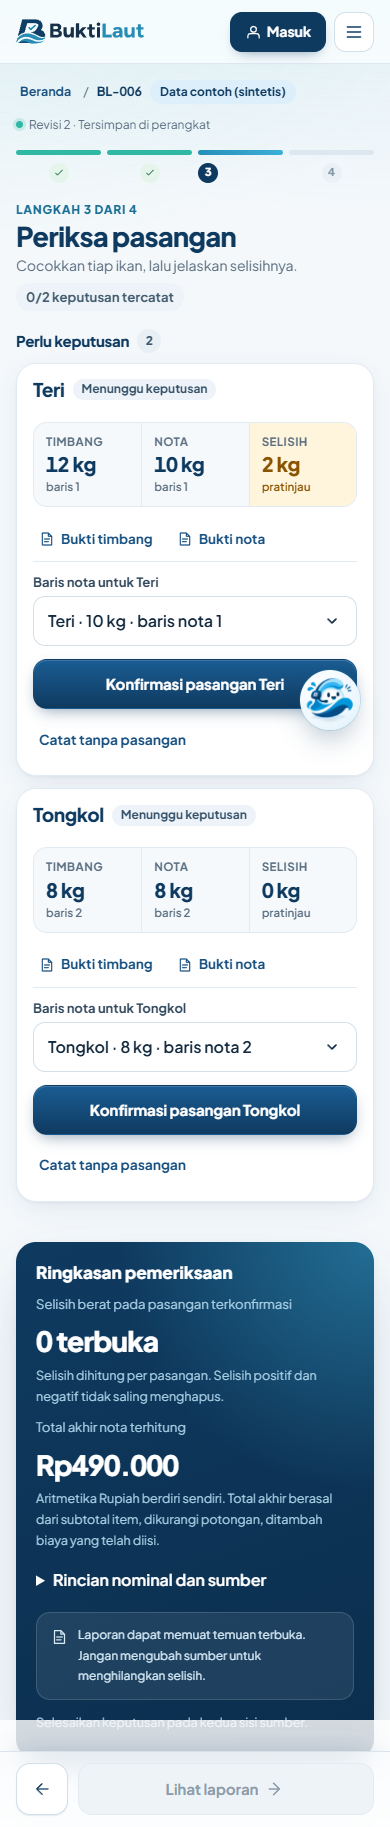 BuktiLaut
Masuk
Beranda / BL-006 Data contoh (sintetis)
Revisi 2 · Tersimpan di perangkat
3 4
LANGKAH 3 DARI 4
Periksa pasangan
Cocokkan tiap ikan, lalu jelaskan selisihnya.
0/2 keputusan tercatat
Perlu keputusan 2
Teri Menunggu keputusan
TIMBANG NOTA SELISIH
12 kg 10 kg 2 kg
baris 1 baris 1 pratinjau
Bukti timbang Bukti nota
Baris nota untuk Teri
Teri · 10 kg · baris nota 1
Konfirmasi pasangan Teri
Catat tanpa pasangan
Tongkol Menunggu keputusan
TIMBANG NOTA SELISIH
8 kg 8 kg 0 kg
baris 2 baris 2 pratinjau
Bukti timbang Bukti nota
Baris nota untuk Tongkol
Tongkol · 8 kg · baris nota 2
Konfirmasi pasangan Tongkol
Catat tanpa pasangan
Ringkasan pemeriksaan
Selisih berat pada pasangan terkonfirmasi
0 terbuka
Selisih dihitung per pasangan. Selisih positif dan
negatif tidak saling menghapus.
Total akhir nota terhitung
Rp490.000
Aritmetika Rupiah berdiri sendiri. Total akhir berasal
dari subtotal item, dikurangi potongan, ditambah
biaya yang telah diisi.
Rincian nominal dan sumber
Laporan dapat memuat temuan terbuka.
Jangan mengubah sumber untuk
menghilangkan selisih.
Selesaikan keputusan pada kedua sisi sumber.
Lihat laporan